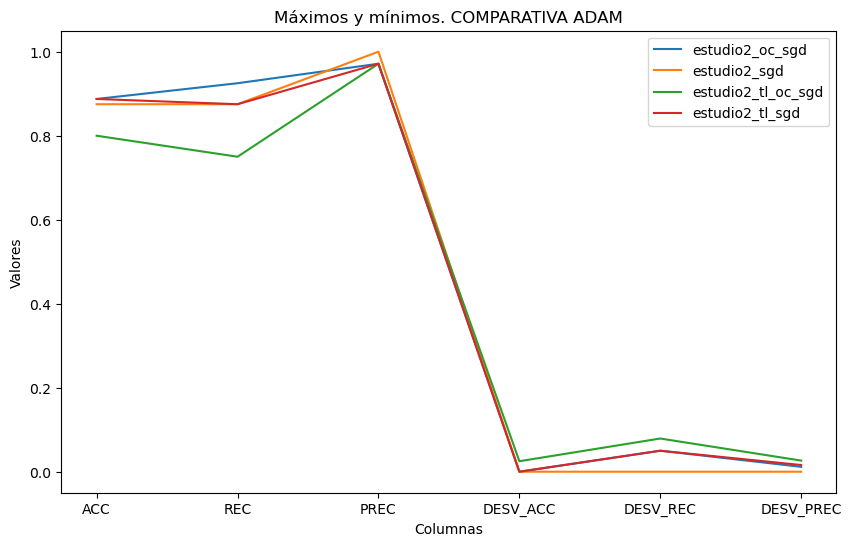 Máximos y mínimos. COMPARATIVA ADAM
estudio2_oc_sgd
estudio2_sgd
estudio2_tl_oc_sgd
estudio2_tl_sgd
Valores
1.0
0.8
0.6
0.4
0.2
0.0
ACC REC PREC DESV_ACC DESV_REC DESV_PREC
Columnas